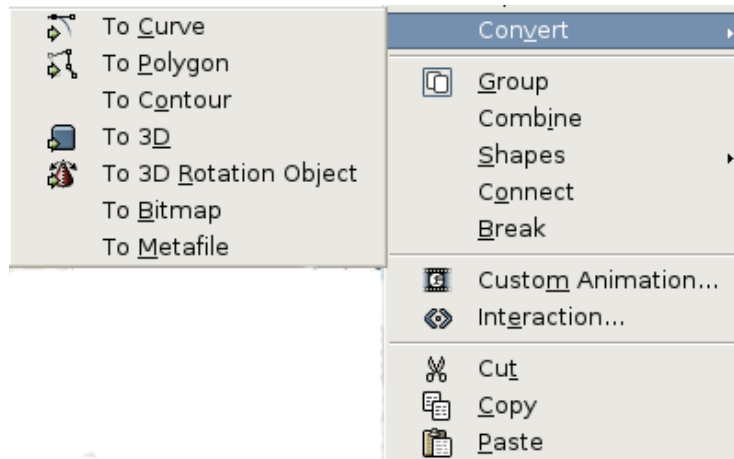 To Curve
To Polygon
To Contour
To 3D
To 3D Rotation Object
To Bitmap
To Metafile
Convert
Group
Combine
Shapes
Connect
Break
Custom Animation...
Interaction...
Cut
Copy
Paste